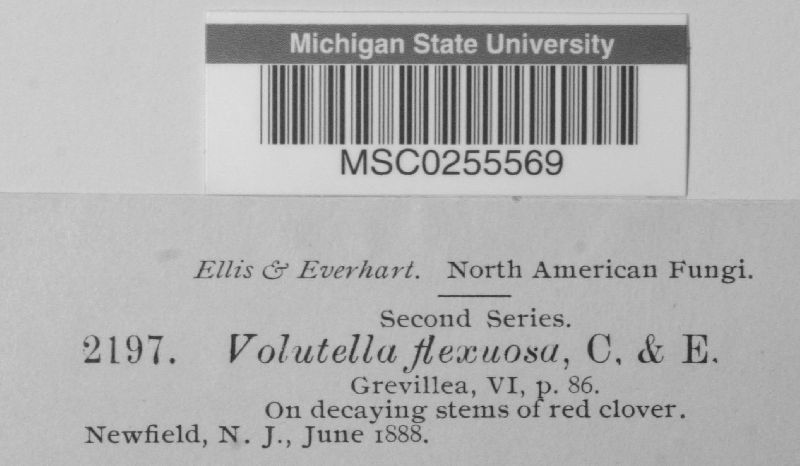 Michigan State University
MSC0255569
Ellis & Everhart. North American Fungi.
Second Series.
2197. Volutella flexuosa, C. & E.
Grevillea, VI, p. 86.
On decaying stems of red clover.
Newfield, N. J., June 1888.